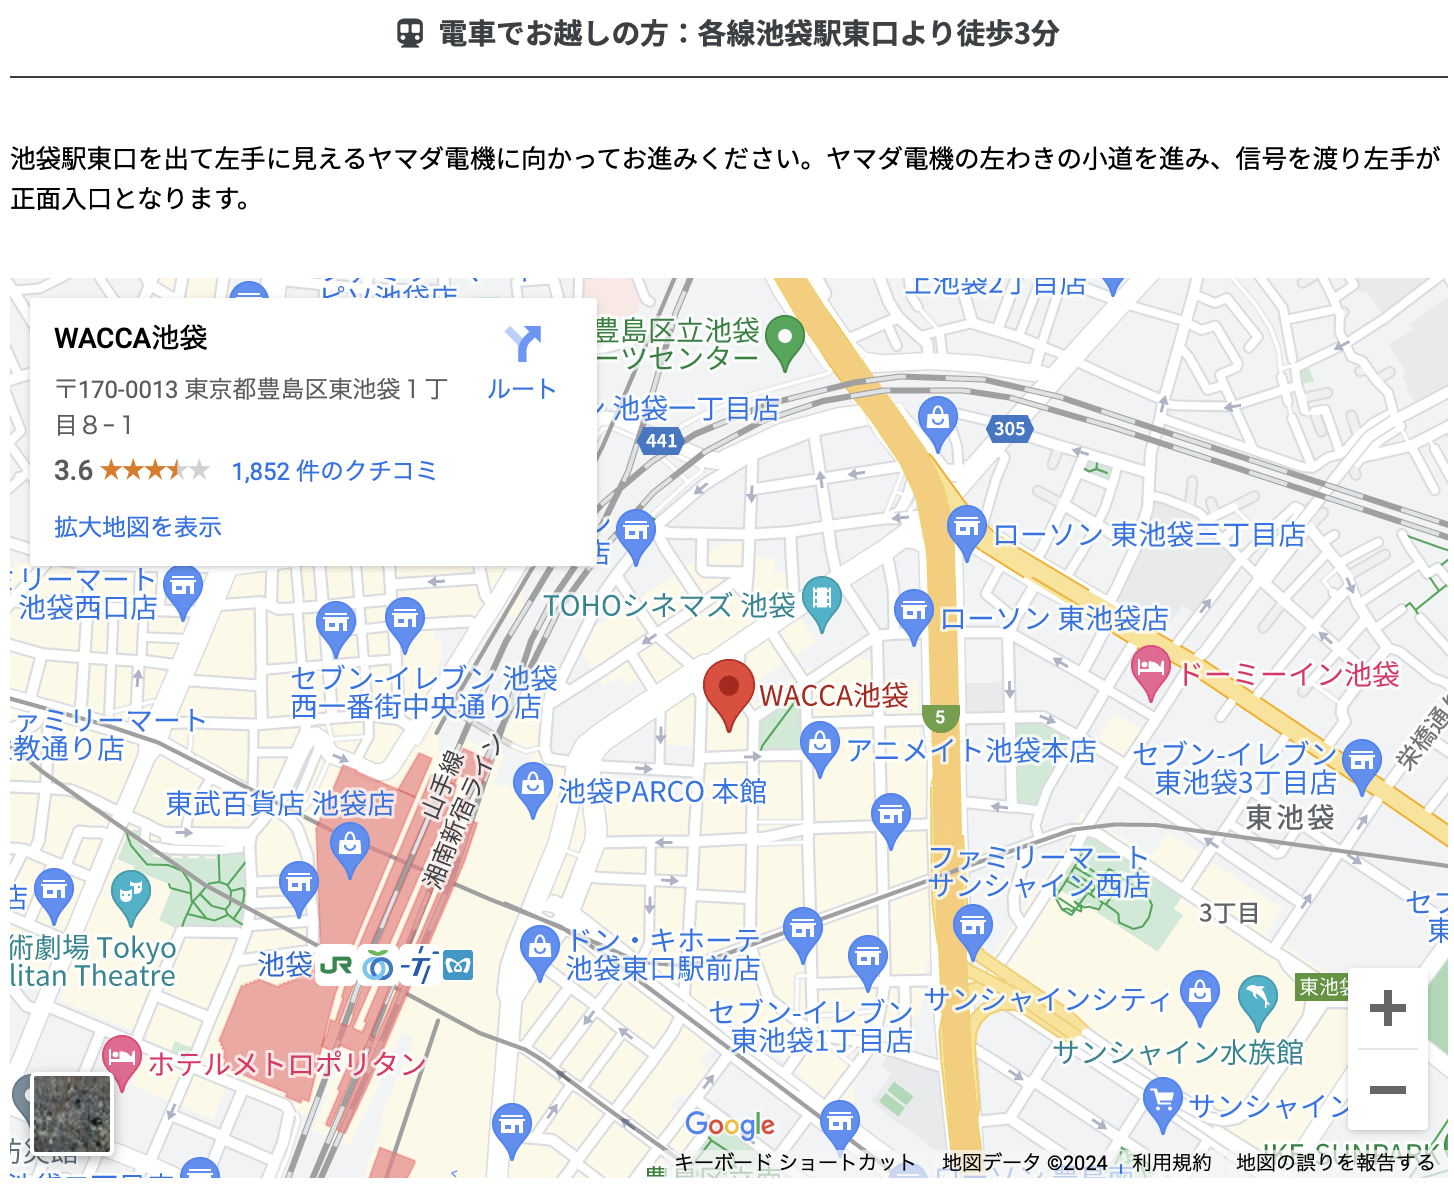 電車でお越しの方：各線池袋駅東口より徒歩3分
池袋駅東口を出て左手に見えるヤマダ電機に向かってお進みください。ヤマダ電機の左わきの小道を進み、信号を渡り左手が
正面入口となります。
上池袋2丁目店
WACCA池袋
ルート
〒170-0013 東京都豊島区東池袋１丁
目８−１
3.6
1,852 件のクチコミ
拡大地図を表示
豊島区立池袋
ーツセンター
池袋一丁目店
441
305
ローソン 東池袋三丁目店
リーマート
池袋西口店
TOHOシネマズ 池袋
ローソン 東池袋店
セブン-イレブン 池袋
西一番街中央通り店
WACCA池袋
ドーミーイン池袋
5
ァミリーマート
教通り店
栄橋通り
山手線
湘南新宿ライン
アニメイト池袋本店
セブン-イレブン
東池袋3丁目店
東武百貨店 池袋店
池袋PARCO 本館
東池袋
ファミリーマート
サンシャイン西店
店
3丁目
セブ
東
術劇場 Tokyo
litan Theatre
池袋
JR
ドン・キホーテ
池袋東口駅前店
セブン-イレブン
東池袋1丁目店
サンシャインシティ
東池袋
サンシャイン水族館
ホテルメトロポリタン
サンシャイン
Google
IKE・SUNPARK
キーボード ショートカット
地図データ ©2024
利用規約
地図の誤りを報告する